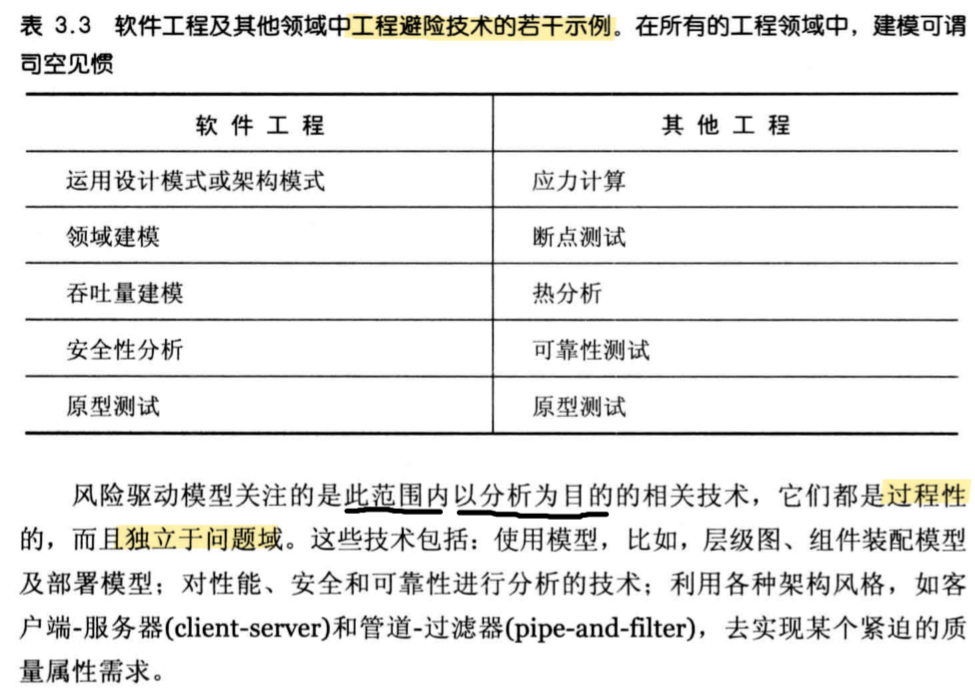 表 3.3 软件工程及其他领域中工程避险技术的若干示例。在所有的工程领域中，建模可谓
司空见惯
软件工程 其他工程
运用设计模式或架构模式 应力计算
领域建模 断点测试
吞吐量建模 热分析
安全性分析 可靠性测试
原型测试 原型测试
风险驱动模型关注的是此范围内以分析为目的的相关技术，它们都是过程性
的，而且独立于问题域。这些技术包括：使用模型，比如，层级图、组件装配模型
及部署模型；对性能、安全和可靠性进行分析的技术；利用各种架构风格，如客
户端-服务器(client-server)和管道-过滤器(pipe-and-filter)，去实现某个紧迫的质
量属性需求。